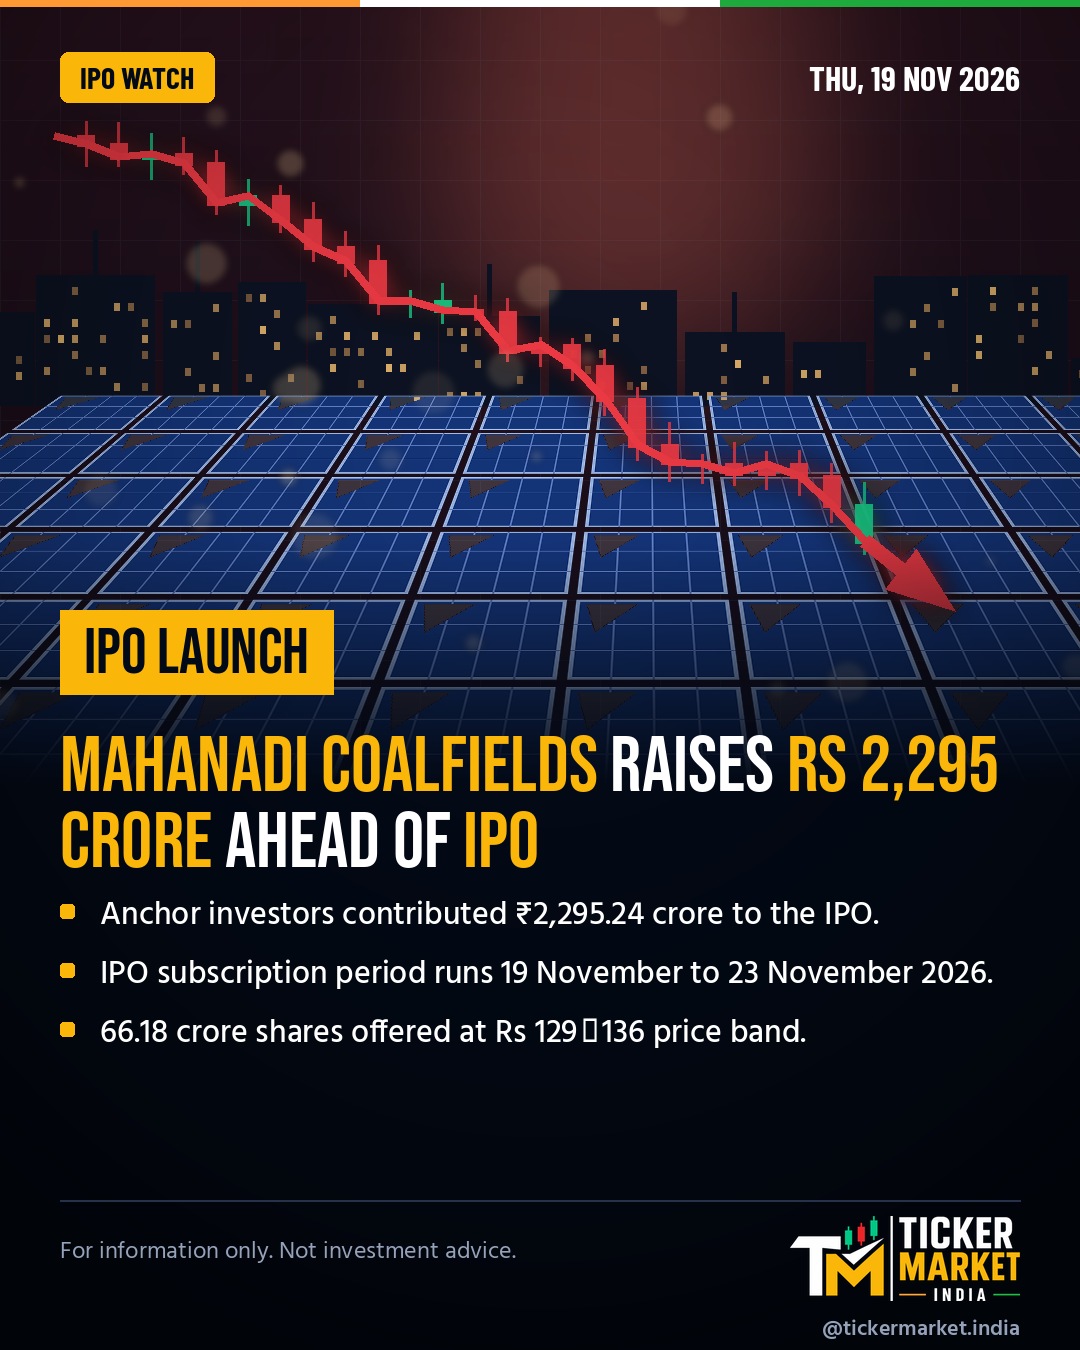 IPO WATCH
THU, 19 NOV 2026
IPO LAUNCH
MAHANADI COALFIELDS RAISES RS 2,295
CRORE AHEAD OF IPO
Anchor investors contributed ₹2,295.24 crore to the IPO.
IPO subscription period runs 19 November to 23 November 2026.
66.18 crore shares offered at Rs 129▯136 price band.
For information only. Not investment advice.
TM
TICKER
MARKET
INDIA
@tickermarket.india